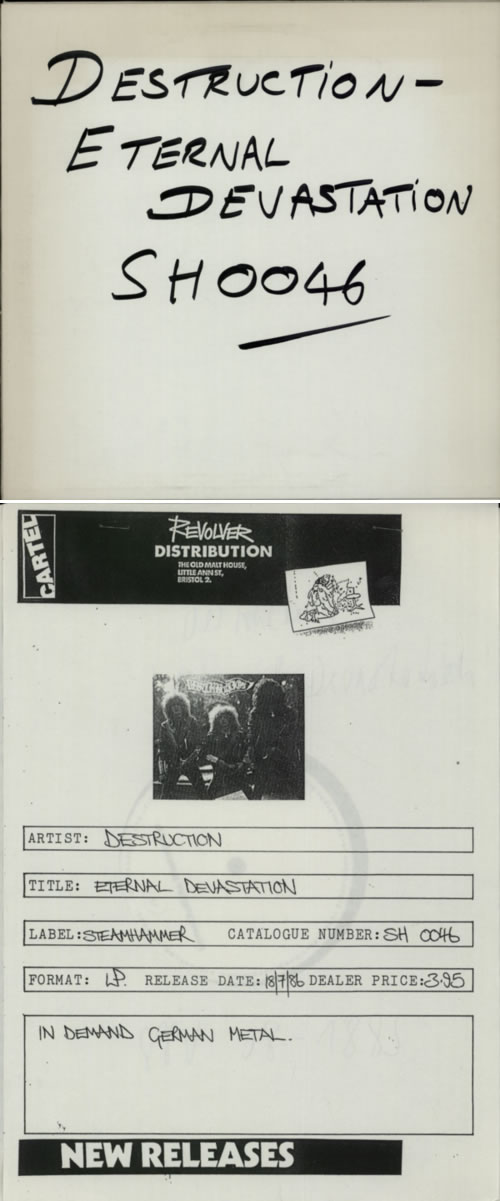 DESTRUCTION-
ETERNAL
DEVASTATION
SH0046
CARTEL
REVOLVER
DISTRIBUTION
THE OLD MALT HOUSE,
LITTLE ANN ST,
BRISTOL 2.
ARTIST: DESTRUCTION
TITLE: ETERNAL DEVASTATION
LABEL: STEAMHAMMER CATALOGUE NUMBER: SH 0046
FORMAT: LP. RELEASE DATE: 18/7/86 DEALER PRICE: 3.95
IN DEMAND GERMAN METAL.
NEW RELEASES